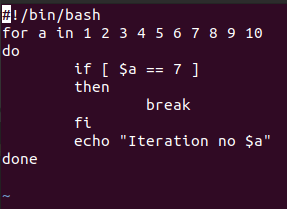 #!/bin/bash
for a in 1 2 3 4 5 6 7 8 9 10
do
        if [ $a == 7 ]
        then
                break
        fi
        echo "Iteration no $a"
done
~